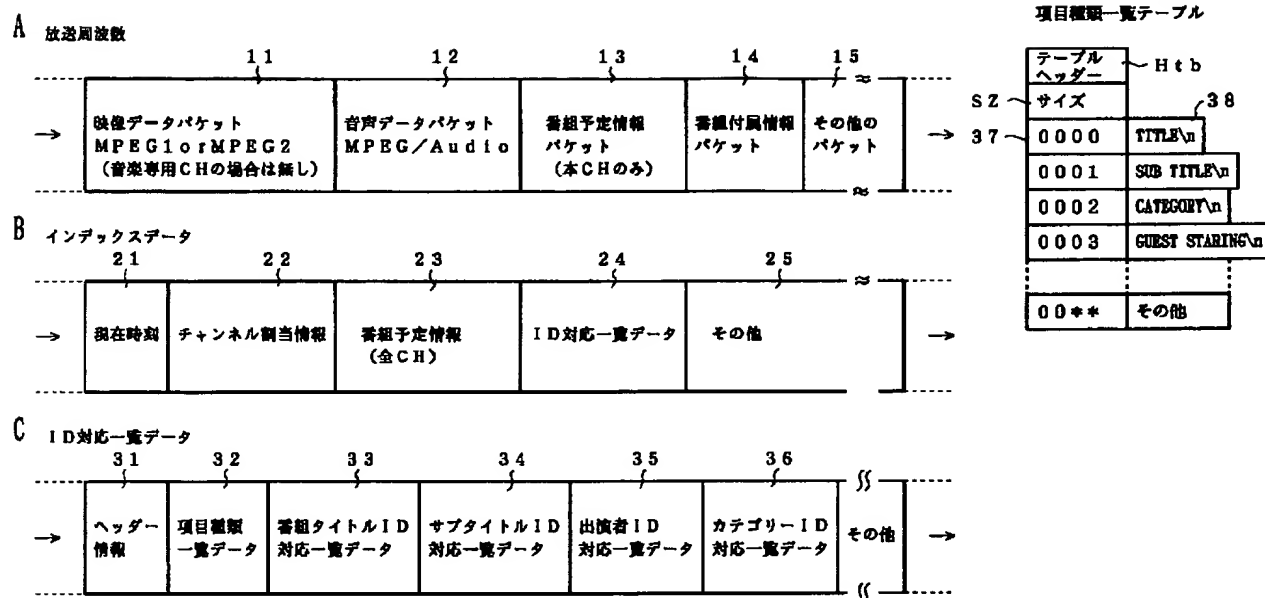 A 放送周波数
11 12 13 14 15
映像データパケット
MPEG1orMPEG2
(音楽専用CHの場合は無し)
音声データパケット
MPEG/Audio
番組予定情報
パケット
(本CHのみ)
番組付属情報
パケット
その他の
パケット
B インデックスデータ
21 22 23 24 25
現在時刻
チャンネル割当情報
番組予定情報
(全CH)
ID対応一覧データ
その他
C ID対応一覧データ
31 32 33 34 35 36
ヘッダー
情報
項目種類
一覧データ
番組タイトルID
対応一覧データ
サブタイトルID
対応一覧データ
出演者ID
対応一覧データ
カテゴリーID
対応一覧データ
その他
項目種類一覧テーブル
テーブル
ヘッダー
Htb
SZ サイズ
38
37 0000 TITLE\n
0001 SUB TITLE\n
0002 CATEGORY\n
0003 GUEST STARING\n
00** その他